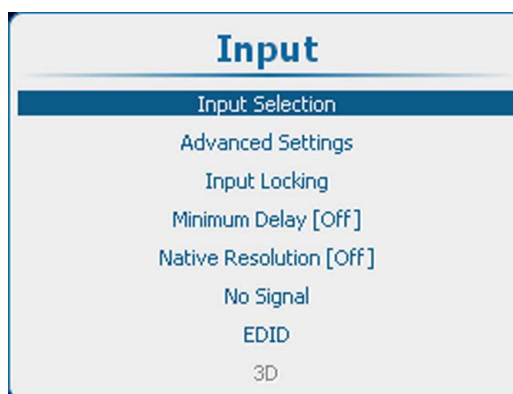 Input
Input Selection
Advanced Settings
Input Locking
Minimum Delay [Off]
Native Resolution [Off]
No Signal
EDID
3D